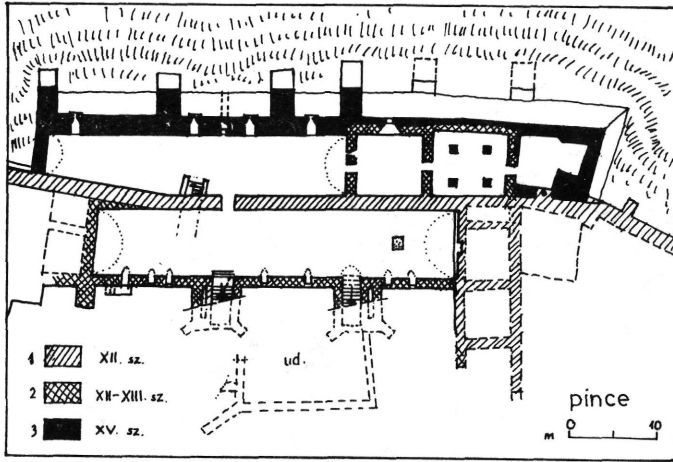 ud.
1 XII. sz.
2 XII-XIII. sz.
3 XV. sz.
pince
m 0 10